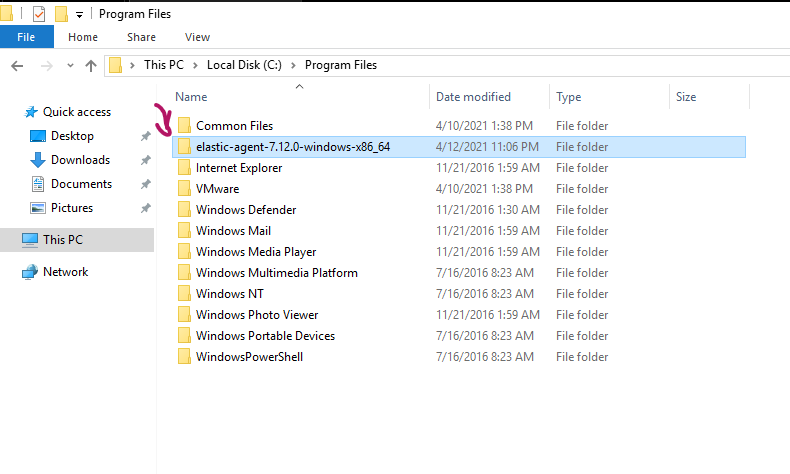 Program Files
File Home Share View
This PC Local Disk (C:) Program Files
Name Date modified Type Size
Quick access
Desktop
Downloads
Documents
Pictures
This PC
Network
Common Files 4/10/2021 1:38 PM File folder
elastic-agent-7.12.0-windows-x86_64 4/12/2021 11:06 PM File folder
Internet Explorer 11/21/2016 1:59 AM File folder
VMware 4/10/2021 1:38 PM File folder
Windows Defender 11/21/2016 1:30 AM File folder
Windows Mail 11/21/2016 1:59 AM File folder
Windows Media Player 11/21/2016 1:59 AM File folder
Windows Multimedia Platform 7/16/2016 8:23 AM File folder
Windows NT 7/16/2016 8:23 AM File folder
Windows Photo Viewer 11/21/2016 1:59 AM File folder
Windows Portable Devices 7/16/2016 8:23 AM File folder
WindowsPowerShell 7/16/2016 8:23 AM File folder